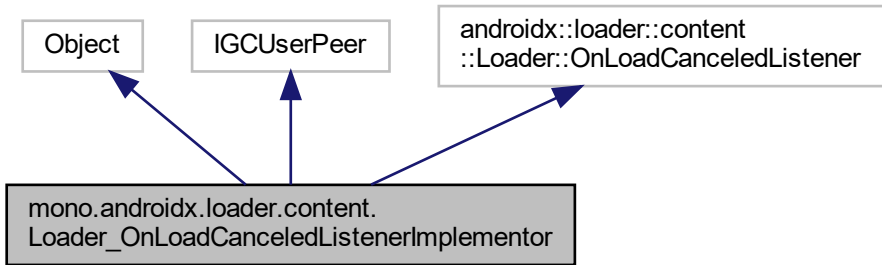 Object
IGCUserPeer
androidx::loader::content
::Loader::OnLoadCanceledListener
mono.androidx.loader.content.
Loader_OnLoadCanceledListenerImplementor